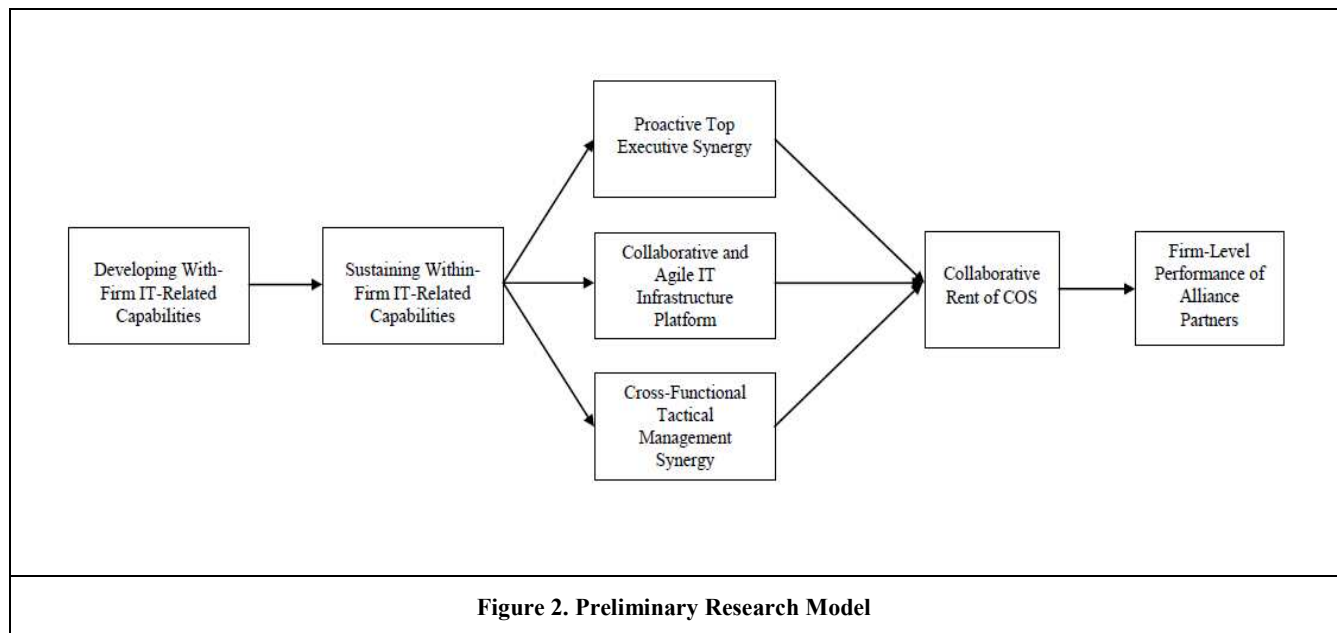 Developing With-
Firm IT-Related
Capabilities
Sustaining Within-
Firm IT-Related
Capabilities
Proactive Top
Executive Synergy
Collaborative and
Agile IT
Infrastructure
Platform
Cross-Functional
Tactical
Management
Synergy
Collaborative
Rent of COS
Firm-Level
Performance of
Alliance
Partners
Figure 2. Preliminary Research Model